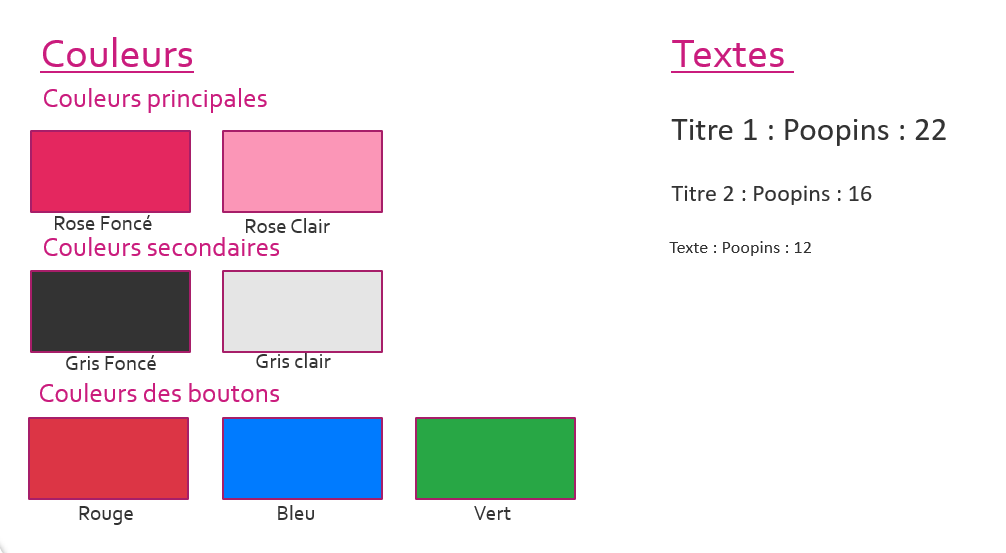 Couleurs
Couleurs principales
Rose Foncé
Rose Clair
Couleurs secondaires
Gris Foncé
Gris clair
Couleurs des boutons
Rouge
Bleu
Vert
Textes
Titre 1 : Poopins : 22
Titre 2 : Poopins : 16
Texte : Poopins : 12